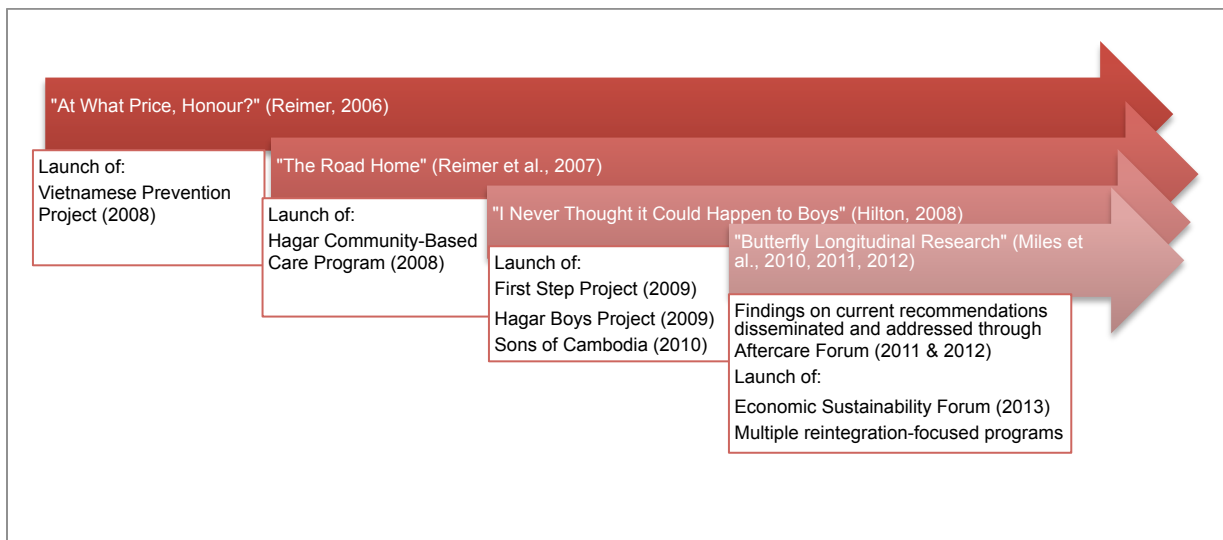 "At What Price, Honour?" (Reimer, 2006)
Launch of:
Vietnamese Prevention
Project (2008)
"The Road Home" (Reimer et al., 2007)
Launch of:
Hagar Community-Based
Care Program (2008)
"I Never Thought it Could Happen to Boys" (Hilton, 2008)
Launch of:
First Step Project (2009)
Hagar Boys Project (2009)
Sons of Cambodia (2010)
"Butterfly Longitudinal Research" (Miles
et al., 2010, 2011, 2012)
Findings on current recommendations
disseminated and addressed through
Aftercare Forum (2011 & 2012)
Launch of:
Economic Sustainability Forum (2013)
Multiple reintegration-focused programs